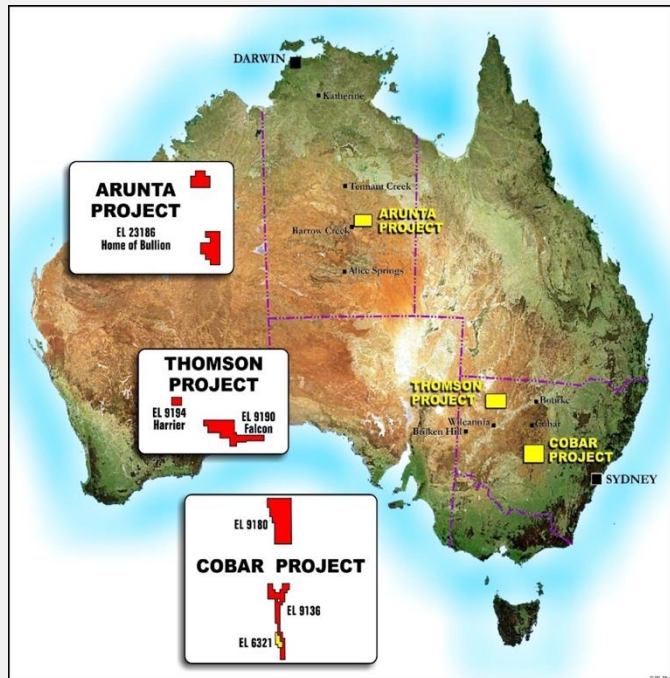 DARWIN
Katherine
Tennant Creek
ARUNTA
PROJECT
Barrow Creek
Alice Springs
ARUNTA
PROJECT
EL 23186
Home of Bullion
THOMSON
PROJECT
EL 9194
Harrier
EL 9190
Falcon
THOMSON
PROJECT
Bourke
Wilcannia
Cobar
Broken Hill
COBAR
PROJECT
SYDNEY
EL 9180
COBAR PROJECT
EL 9136
EL 6321